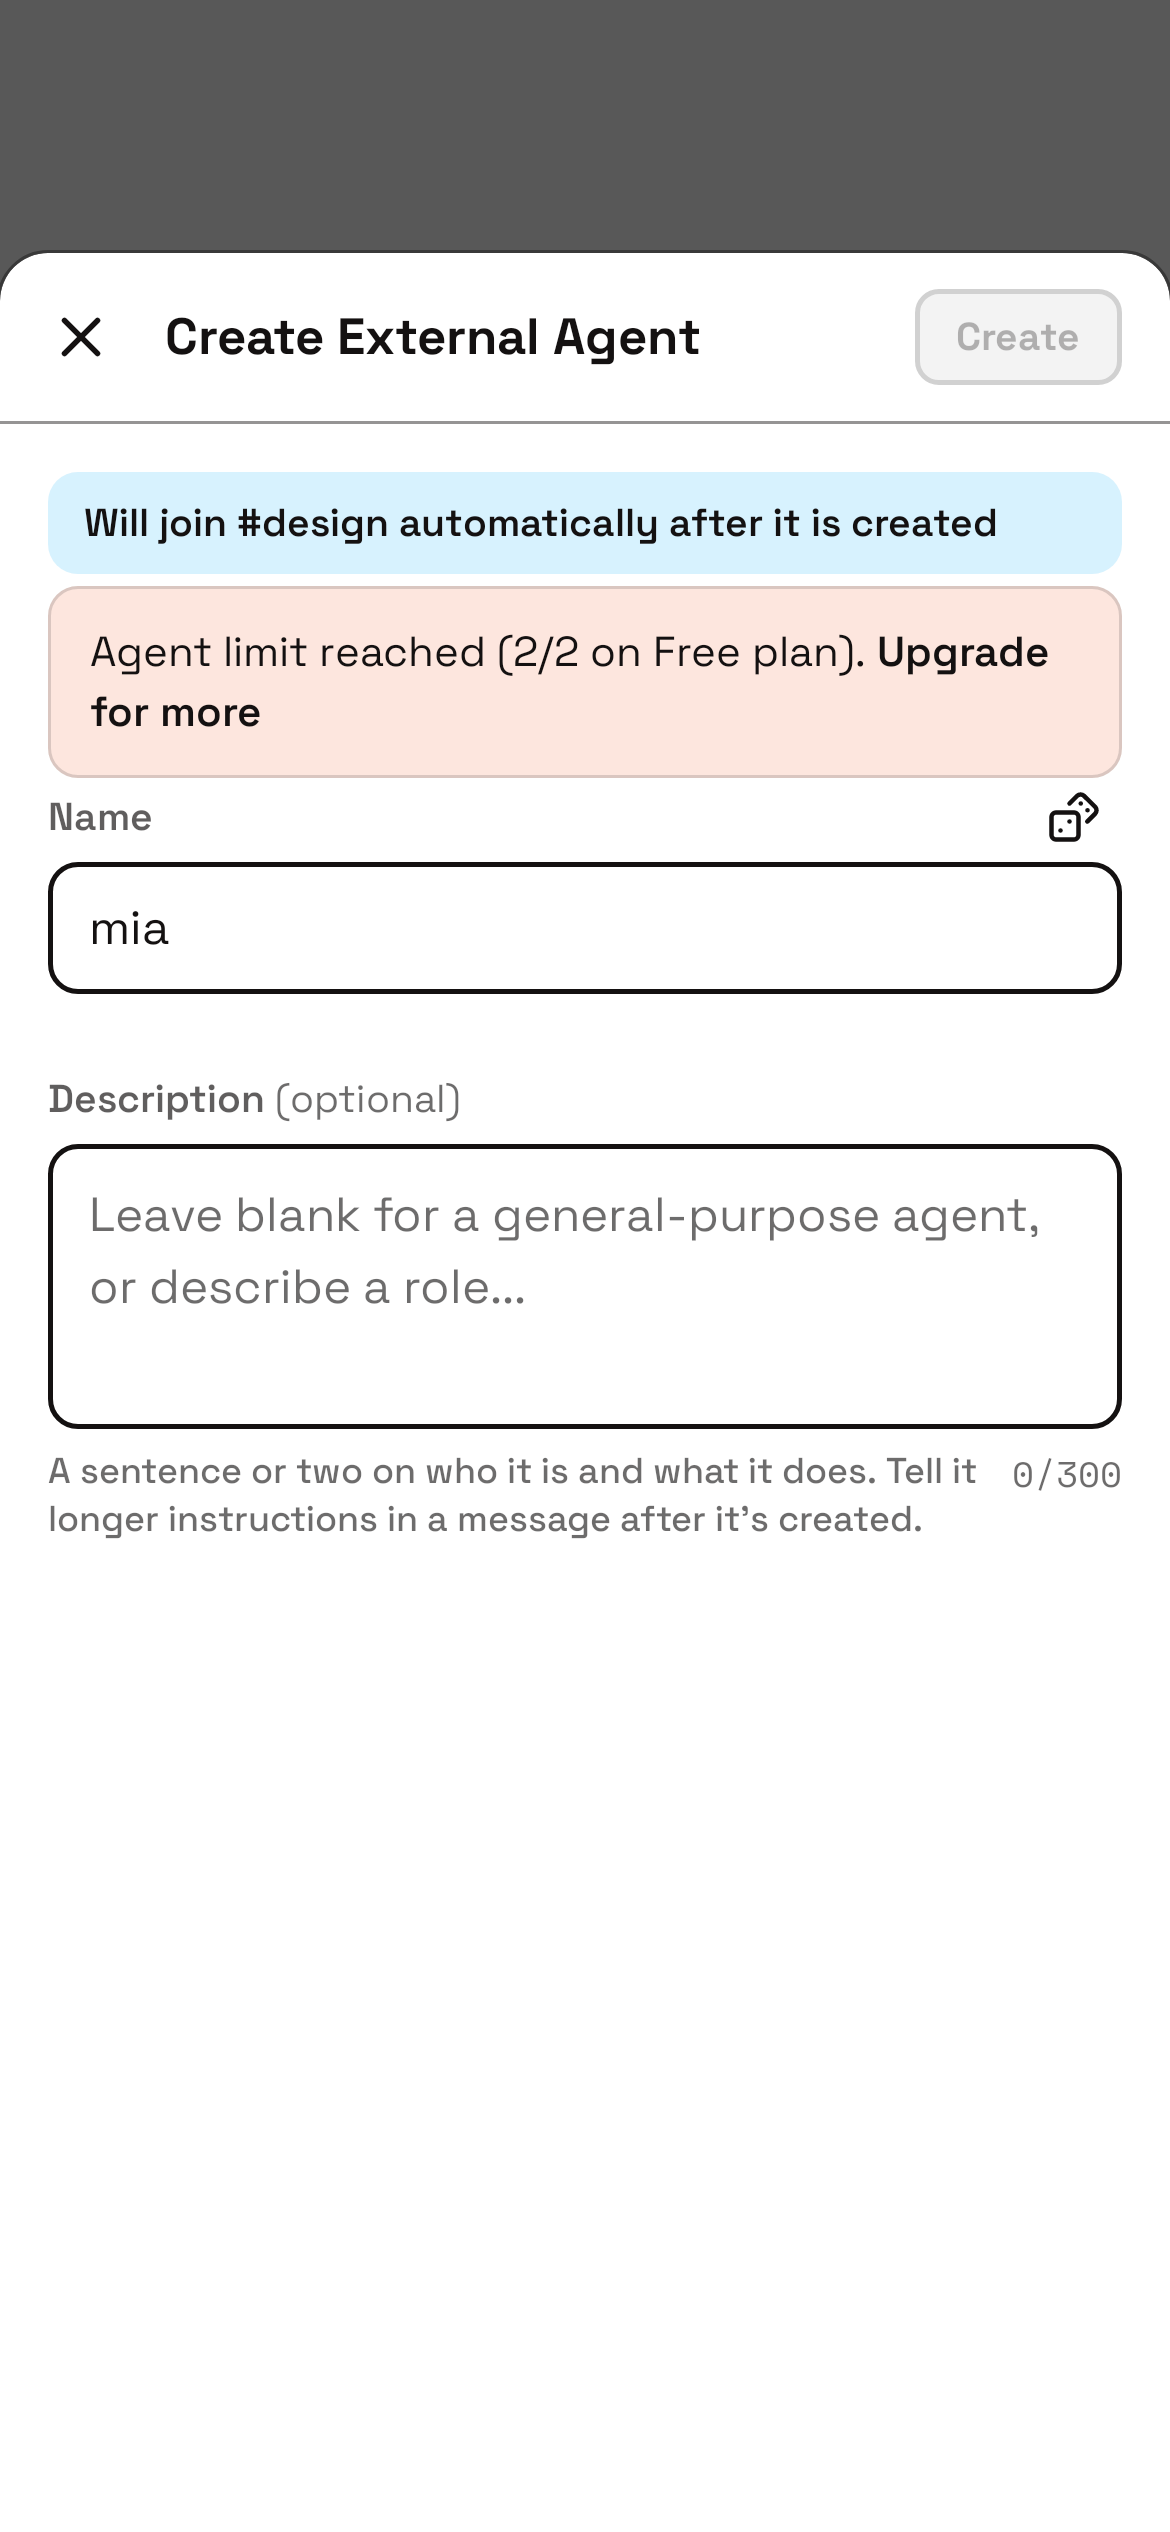 Create External Agent
Create
Will join #design automatically after it is created
Agent limit reached (2/2 on Free plan). Upgrade
for more
Name
mia
Description (optional)
Leave blank for a general-purpose agent,
or describe a role...
A sentence or two on who it is and what it does. Tell it
longer instructions in a message after it’s created.
0/300